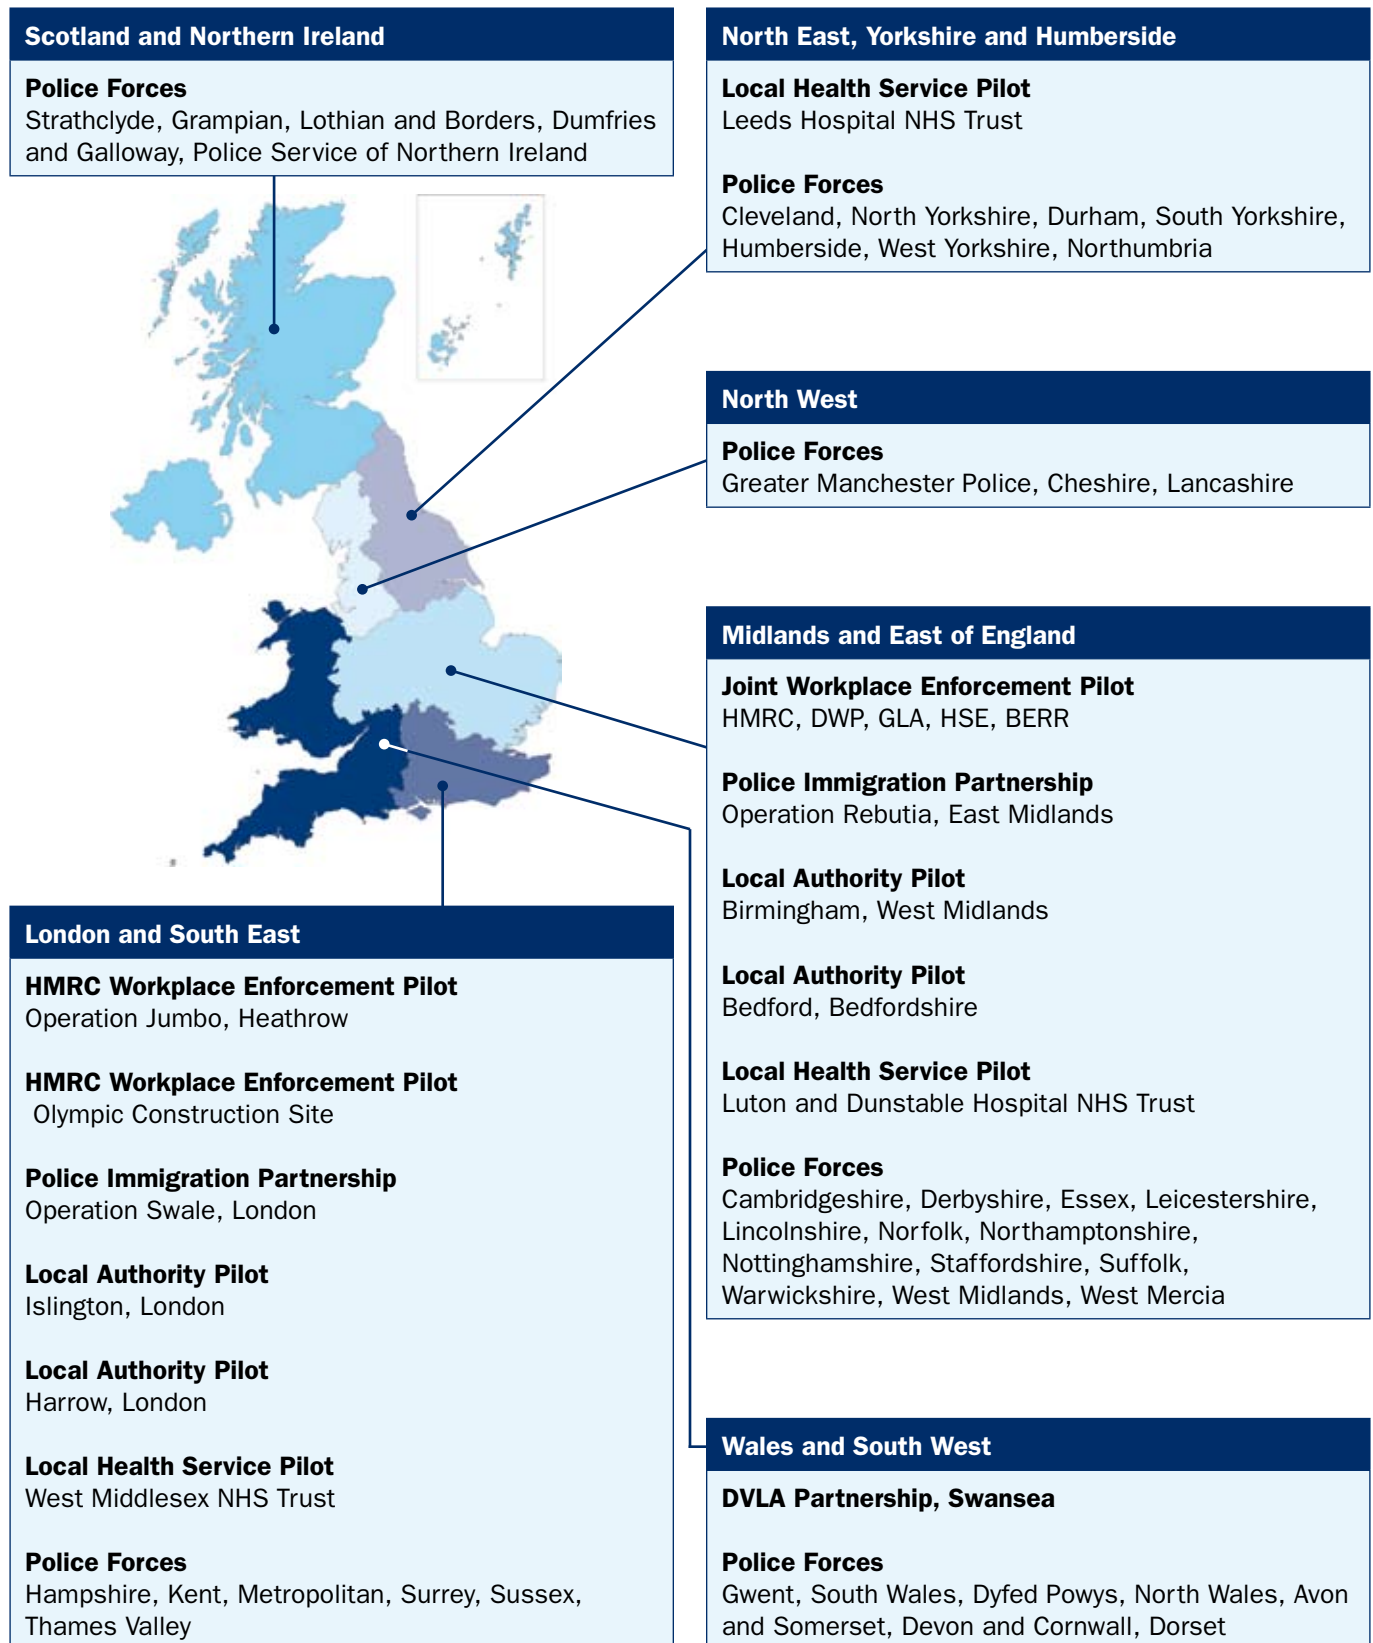 Scotland and Northern Ireland
Police Forces
Strathclyde, Grampian, Lothian and Borders, Dumfries
and Galloway, Police Service of Northern Ireland
North East, Yorkshire and Humberside
Local Health Service Pilot
Leeds Hospital NHS Trust
Police Forces
Cleveland, North Yorkshire, Durham, South Yorkshire,
Humberside, West Yorkshire, Northumbria
North West
Police Forces
Greater Manchester Police, Cheshire, Lancashire
Midlands and East of England
Joint Workplace Enforcement Pilot
HMRC, DWP, GLA, HSE, BERR
Police Immigration Partnership
Operation Rebutia, East Midlands
Local Authority Pilot
Birmingham, West Midlands
Local Authority Pilot
Bedford, Bedfordshire
Local Health Service Pilot
Luton and Dunstable Hospital NHS Trust
Police Forces
Cambridgeshire, Derbyshire, Essex, Leicestershire,
Lincolnshire, Norfolk, Northamptonshire,
Nottinghamshire, Staffordshire, Suffolk,
Warwickshire, West Midlands, West Mercia
London and South East
HMRC Workplace Enforcement Pilot
Operation Jumbo, Heathrow
HMRC Workplace Enforcement Pilot
Olympic Construction Site
Police Immigration Partnership
Operation Swale, London
Local Authority Pilot
Islington, London
Local Authority Pilot
Harrow, London
Local Health Service Pilot
West Middlesex NHS Trust
Police Forces
Hampshire, Kent, Metropolitan, Surrey, Sussex,
Thames Valley
Wales and South West
DVLA Partnership, Swansea
Police Forces
Gwent, South Wales, Dyfed Powys, North Wales, Avon
and Somerset, Devon and Cornwall, Dorset